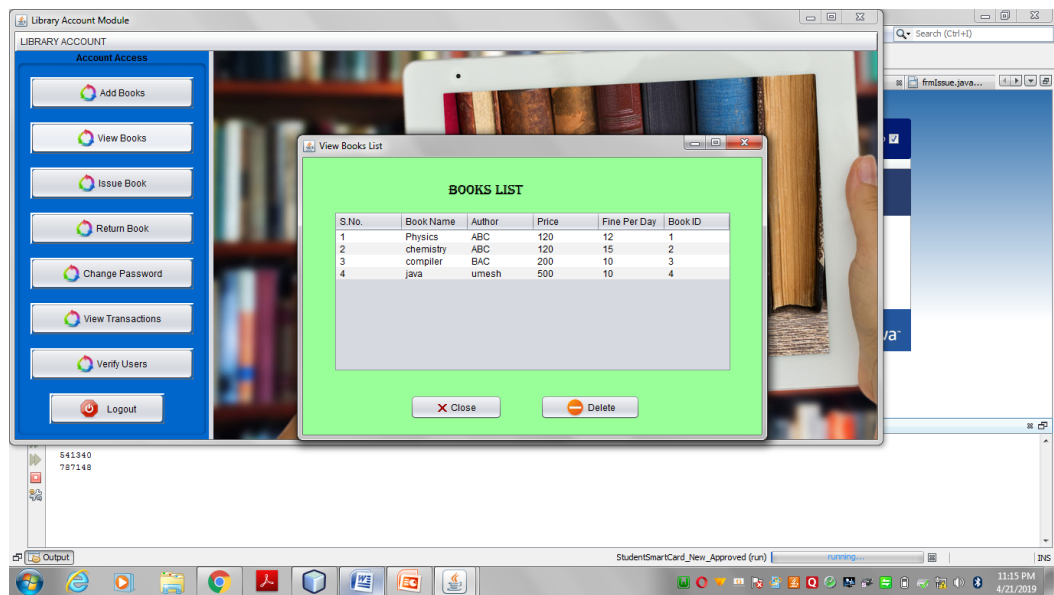 Library Account Module
LIBRARY ACCOUNT
Account Access
Add Books
View Books
Issue Book
Return Book
Change Password
View Transactions
Verify Users
Logout
View Books List
BOOKS LIST
S.No. Book Name Author Price Fine Per Day Book ID
1 Physics ABC 120 12 1
2 chemistry ABC 120 15 2
3 compiler BAC 200 10 3
4 java umesh 500 10 4
Close
Delete
Search (Ctrl+I)
frmIssue.java...
541340
787148
Output
StudentSmartCard_New_Approved (run)
running...
INS
11:15 PM
4/21/2019